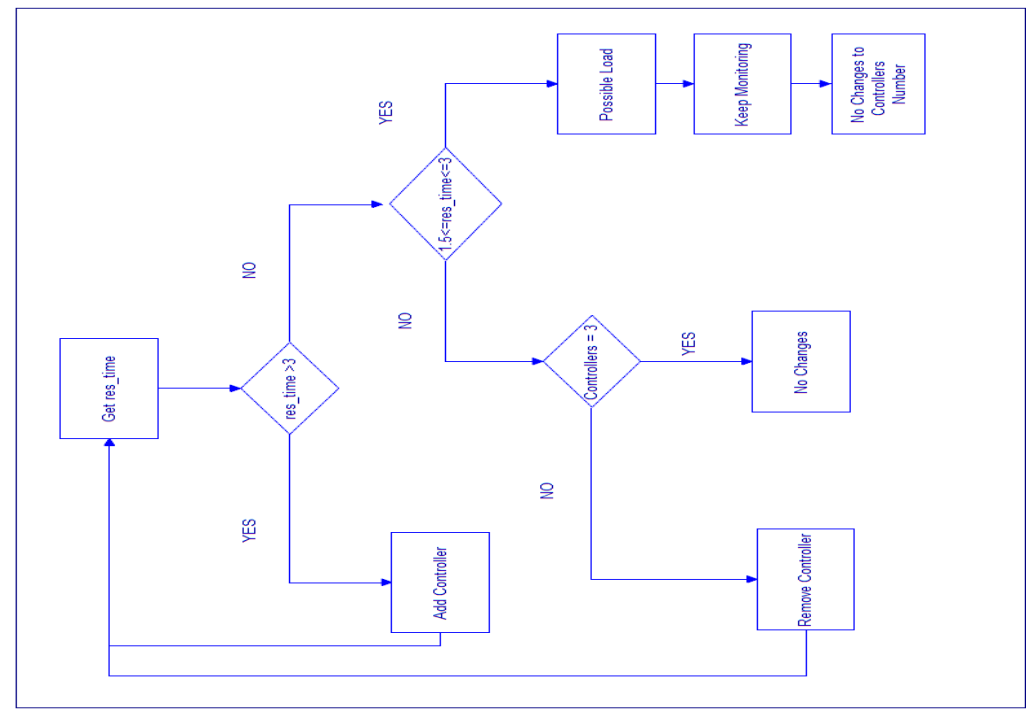 Get res_time
res_time >3
YES
NO
Add Controller
1.5<=res_time<=3
NO
YES
Controllers = 3
NO
YES
Possible Load
Keep Monitoring
No Changes to
Controllers
Number
Remove Controller
No Changes